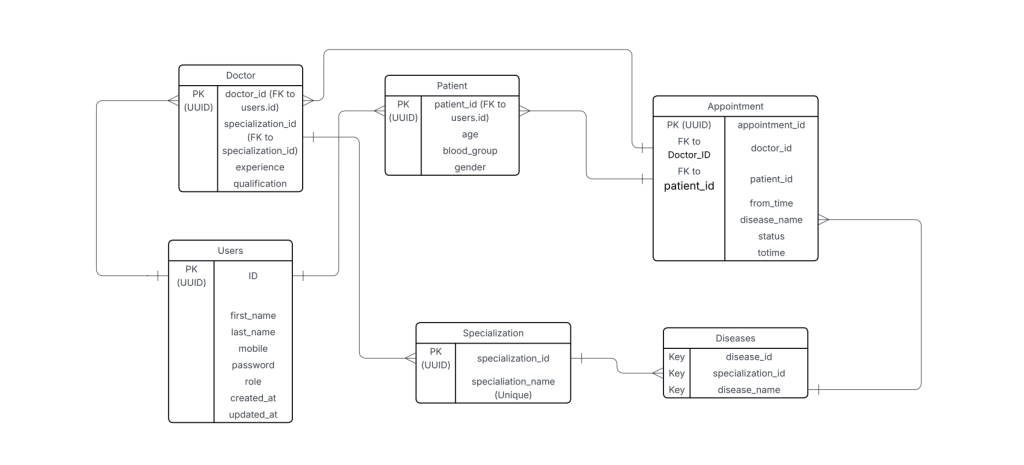 Doctor
PK
(UUID)
doctor_id (FK to
users.id)
specialization_id
(FK to
specialization_id)
experience
qualification
Patient
PK
(UUID)
patient_id (FK to
users.id)
age
blood_group
gender
Appointment
PK (UUID)
appointment_id
FK to
Doctor_ID
doctor_id
FK to
patient_id
patient_id
from_time
disease_name
status
totime
Users
PK
(UUID)
ID
first_name
last_name
mobile
password
role
created_at
updated_at
Specialization
PK
(UUID)
specialization_id
specialiation_name
(Unique)
Diseases
Key
disease_id
Key
specialization_id
Key
disease_name